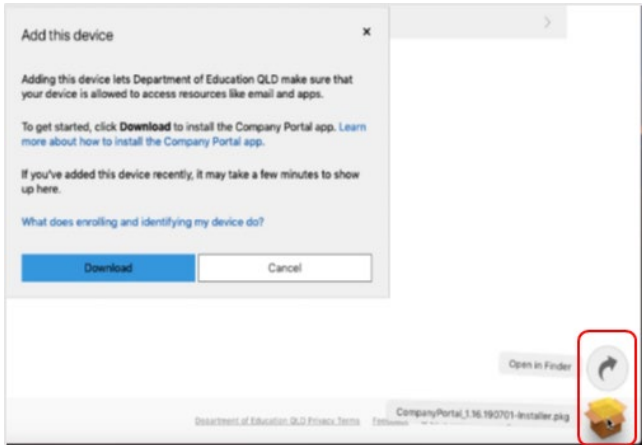 Add this device
Adding this device lets Department of Education QLD make sure that
your device is allowed to access resources like email and apps.
To get started, click Download to install the Company Portal app. Learn
more about how to install the Company Portal app.
If you've added this device recently, it may take a few minutes to show
up here.
What does enrolling and identifying my device do?
Download Cancel
Open in Finder
CompanyPortal_1.16.190701-Installer.pkg
Department of Education QLD Privacy Terms